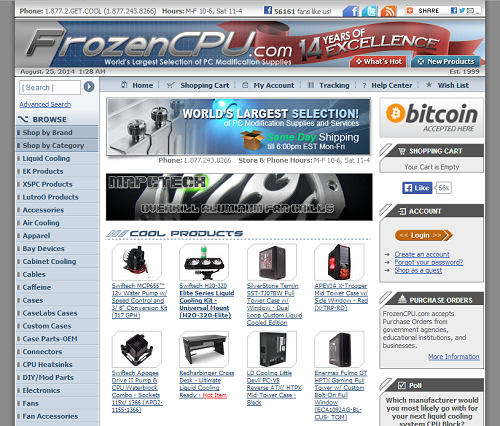 Phone: 1.877.2.GET.COOL (1.877.243.8266) Hours: M-F 10-6, Sat 11-4
56161 fans like us!
SHARE
FrozenCPU.com
World's Largest Selection of PC Modification Supplies
14 YEARS OF EXCELLENCE
What's Hot
New Products
August, 25, 2014 1:28 AM
Est. 1999
[ Search ]
Advanced Search
Home
Shopping Cart
My Account
Tracking
Help Center
Wish List
BROWSE
Shop by Brand
Shop by Category
Liquid Cooling
EK Products
XSPC Products
LutroO Products
Accessories
Air Cooling
Apparel
Bay Devices
Cabinet Cooling
Cables
Caffeine
Cases
CaseLabs Cases
Custom Cases
Case Parts-OEM
Connectors
CPU Heatsinks
DIY/Mod Parts
Electronics
Fans
Fan Accessories
WORLD'S LARGEST SELECTION!
of PC Modification Supplies and Services
Same Day Shipping
till 6:00pm EST Mon-Fri
Phone: 1.877.243.8266 Store & Phone Hours: M-F 10-6, Sat 11-4
MNPCTECH
OVERKILL ALUMINUM FAN GRILLS
COOL PRODUCTS
Swiftech MCP655™
12v Water Pump w/
Speed Control and
3/ 8" Conversion Kit
(317 GPH)
Swiftech H20-320
Elite Series Liquid
Cooling Kit -
Universal Mount
(H2O-320-Elite)
SilverStone Temjin
SST-TJ07BW Full
Tower Case w/
Window - Dual
Loop Custom Liquid
Cooled Edition
APEVIA X-Trooper
Mid Tower Case w/
Side Window - Red
(X-TRP-RD)
Swiftech Apogee
Drive II Pump &
CPU Waterblock
Combo - Sockets
115x/ 1366 (APD2-
1155-1366)
Redharbinger Cross
Desk - Ultimate
Liquid Cooling
Ready - Hot Item
LD Cooling Little
Devil PC-V8
Reverse ATX/ HTPX
Mid Tower Case -
Black
Enermax Fulmo GT
HPTX Gaming Full
Tower w/ Custom
Bolt-On Full
Window
(ECA1092AG-BL-
CUS- TOM)
bitcoin
ACCEPTED HERE
SHOPPING CART
Your Cart is Empty
Like
56k
ACCOUNT
Login
Create an account
Forgot your password?
Shop as a guest
PURCHASE ORDERS
FrozenCPU.com accepts
Purchase Orders from
government agencies,
educational institutions, and
businesses.
More Information
Poll
Which manufacturer would
you most likely go with for
your next liquid cooling
system CPU Block?